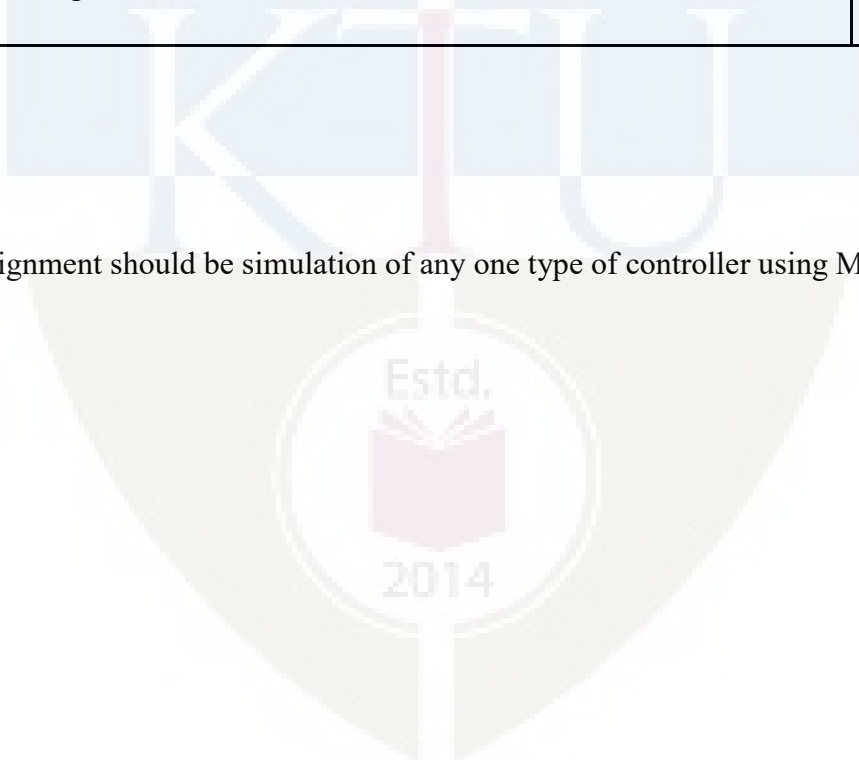 KTU
ignment should be simulation of any one type of controller using M
Estd.
2014